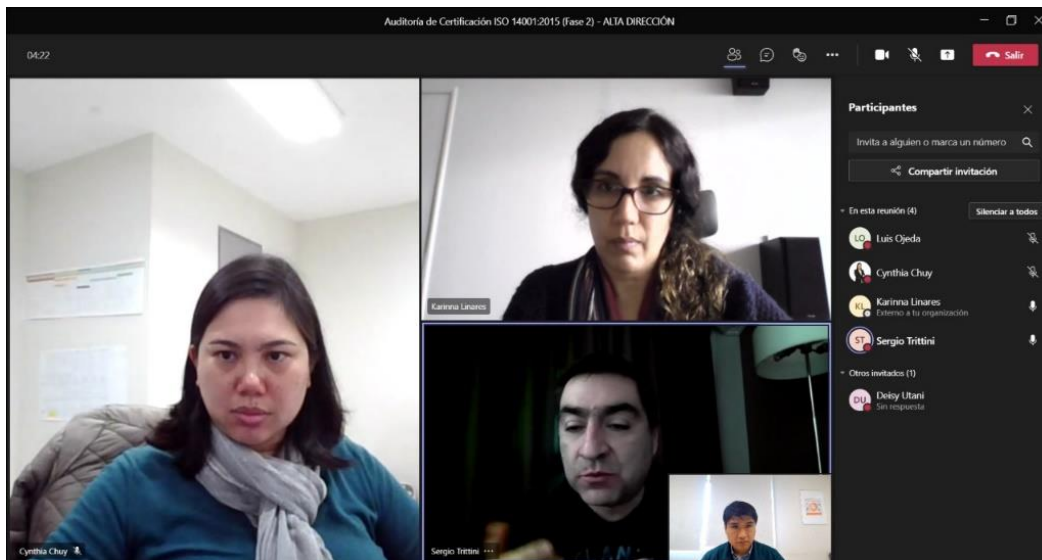 Auditoría de Certificación ISO 14001:2015 (Fase 2) - ALTA DIRECCIÓN
04:22
Salir
Participantes
Invita a alguien o marca un número
Compartir invitación
En esta reunión (4)
Silenciar a todos
LO
Luis Ojeda
Cynthia Chuy
KL
Karinna Linares
Externo a tu organización
ST
Sergio Trittini
Otros invitados (1)
DU
Deisy Utani
Sin respuesta
Karinna Linares
Cynthia Chuy
Sergio Trittini